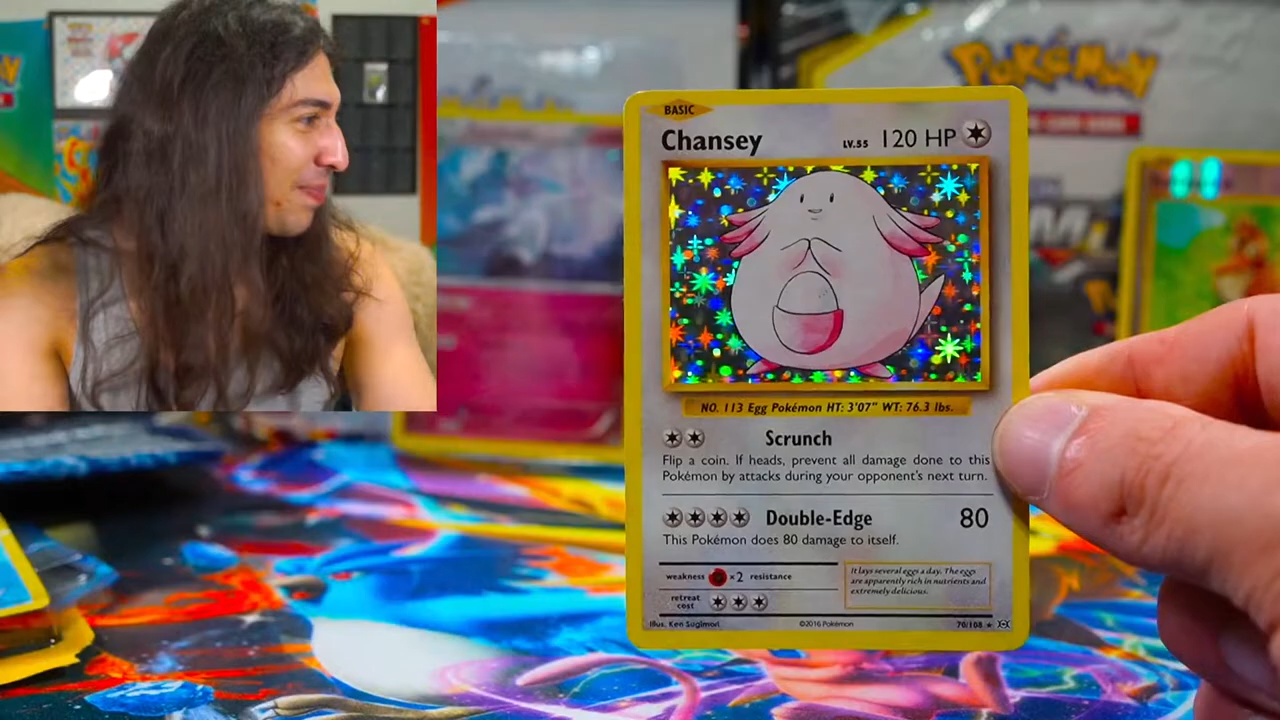 POKÉMON
BASIC
Chansey LV.55 120 HP
NO. 113 Egg Pokémon HT: 3'07" WT: 76.3 lbs.
Scrunch
Flip a coin. If heads, prevent all damage done to this
Pokémon by attacks during your opponent's next turn.
Double-Edge 80
This Pokémon does 80 damage to itself.
weakness ×2 resistance
retreat
cost
It lays several eggs a day. The eggs
are apparently rich in nutrients and
extremely delicious.
Illus. Ken Sugimori ©2016 Pokémon 70/108 ★